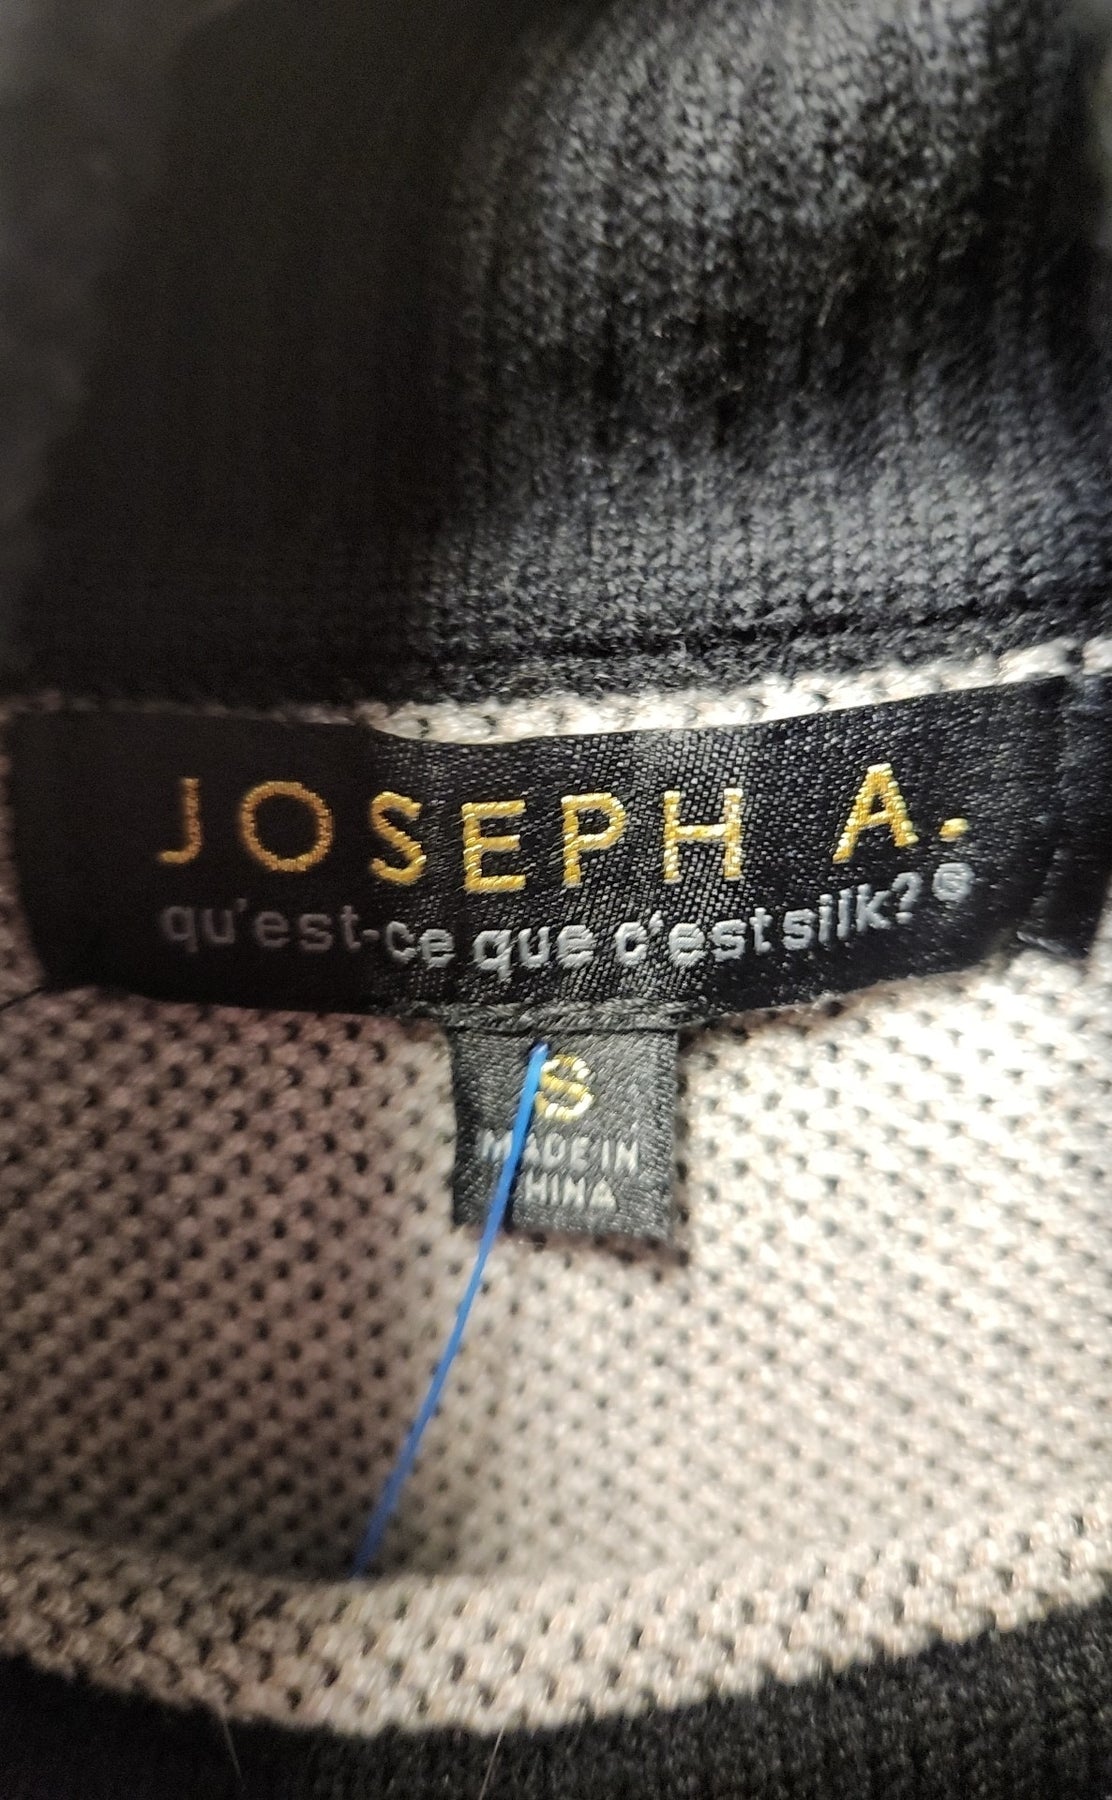 JOSEPH A.
qu'est-ce que c'est silk?®
S
MADE IN
CHINA